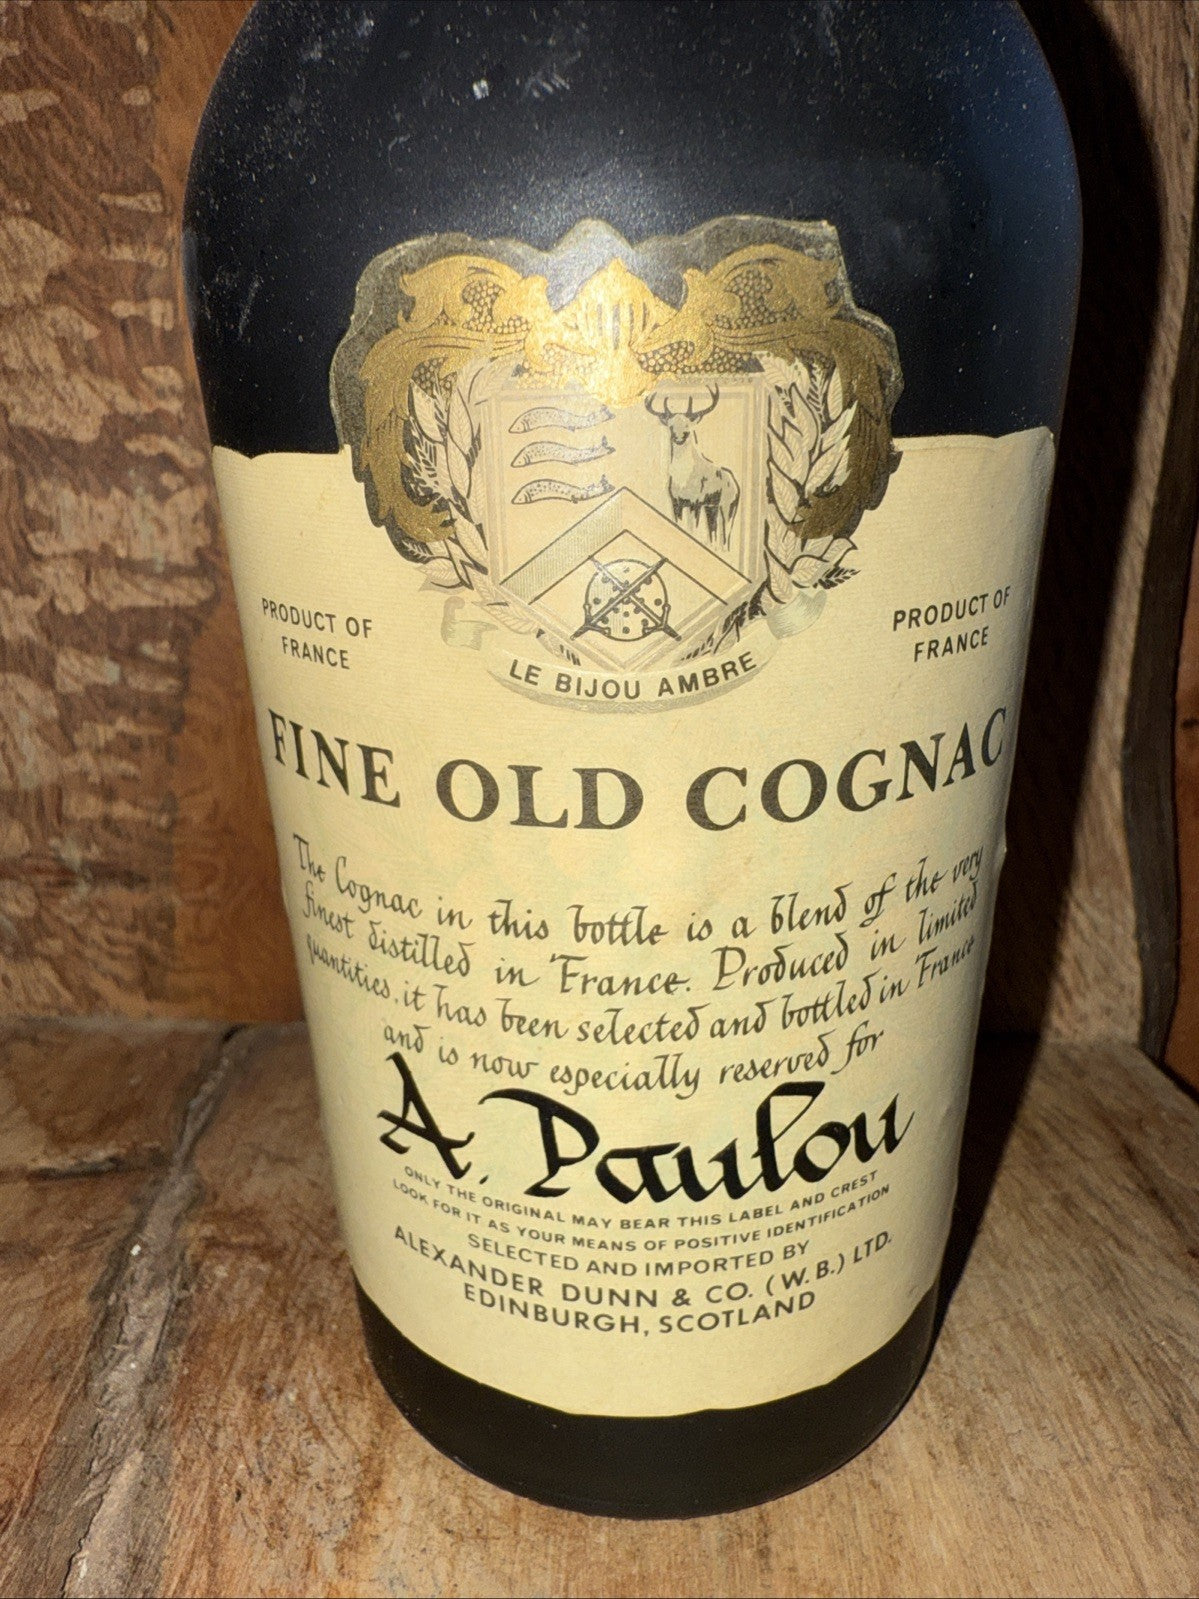 LE BIJOU AMBRE
PRODUCT OF
FRANCE
PRODUCT OF
FRANCE
FINE OLD COGNAC
The Cognac in this bottle is a blend of the very
finest distilled in France. Produced in limited
quantities, it has been selected and bottled in France
and is now especially reserved for
A. Paulou
ONLY THE ORIGINAL MAY BEAR THIS LABEL AND CREST
LOOK FOR IT AS YOUR MEANS OF POSITIVE IDENTIFICATION
SELECTED AND IMPORTED BY
ALEXANDER DUNN & CO. (W.B.) LTD.
EDINBURGH, SCOTLAND